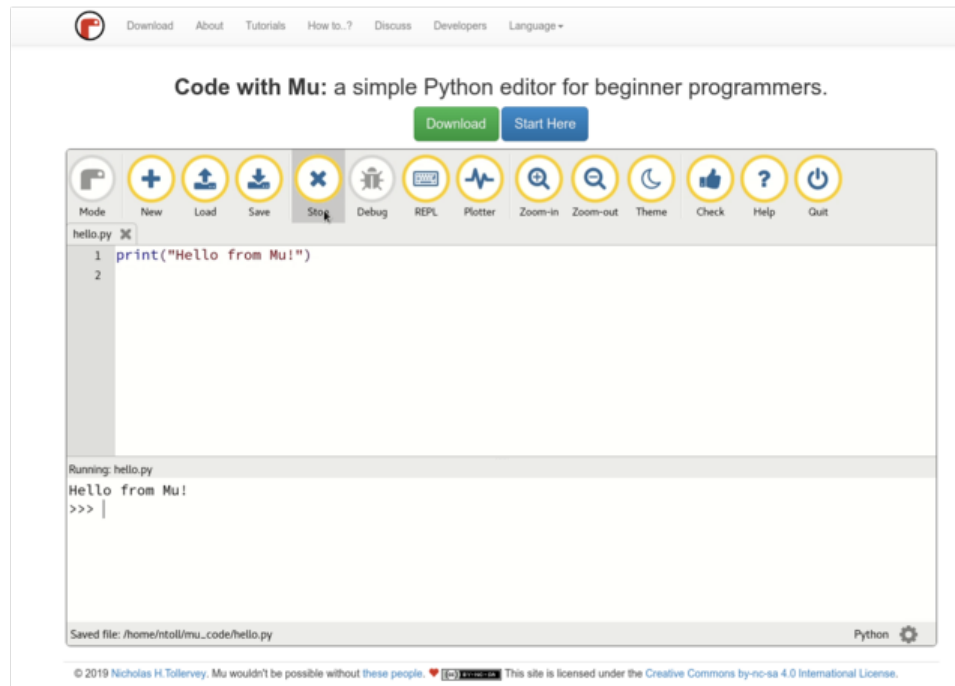 Download About Tutorials How to..? Discuss Developers Language
Code with Mu: a simple Python editor for beginner programmers.
Download Start Here
Mode New Load Save Stop Debug REPL Plotter Zoom-in Zoom-out Theme Check Help Quit
hello.py
1 print("Hello from Mu!")
2
Running: hello.py
Hello from Mu!
>>>
Saved file: /home/ntoll/mu_code/hello.py Python
© 2019 Nicholas H.Tollervey. Mu wouldn't be possible without these people. This site is licensed under the Creative Commons by-nc-sa 4.0 International License.